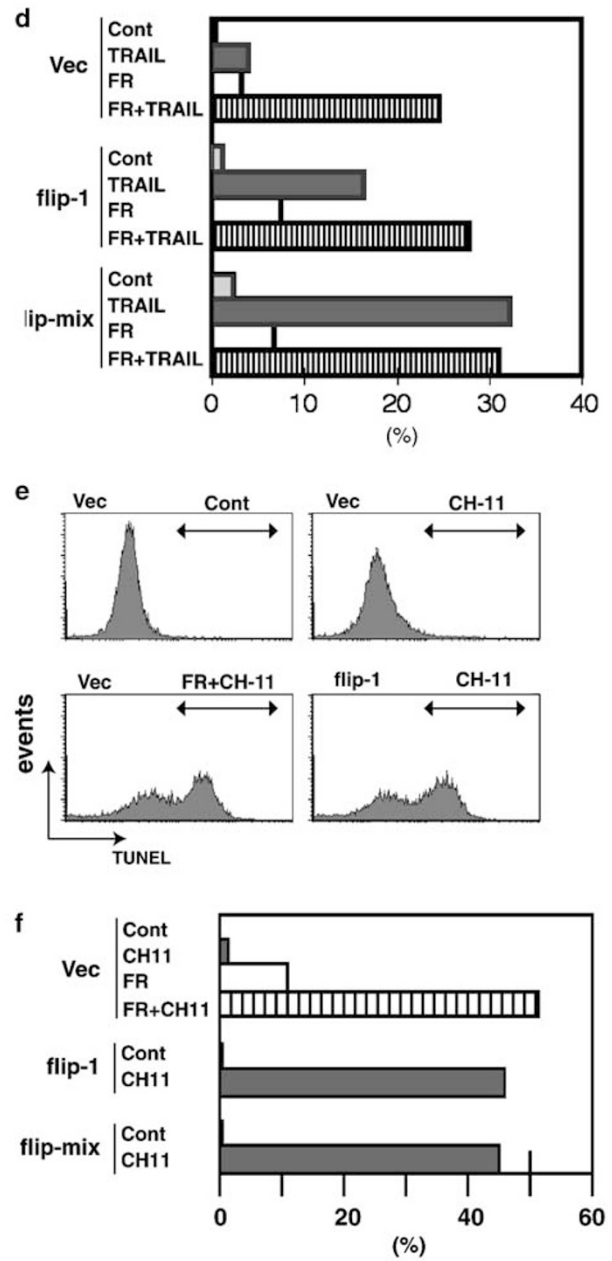 d
Vec
Cont
TRAIL
FR
FR+TRAIL
flip-1
Cont
TRAIL
FR
FR+TRAIL
lip-mix
Cont
TRAIL
FR
FR+TRAIL
0 10 20 30 40
(%)
e
Vec Cont
Vec CH-11
Vec FR+CH-11
flip-1 CH-11
events
TUNEL
f
Vec
Cont
CH11
FR
FR+CH11
flip-1
Cont
CH11
flip-mix
Cont
CH11
0 20 40 60
(%)